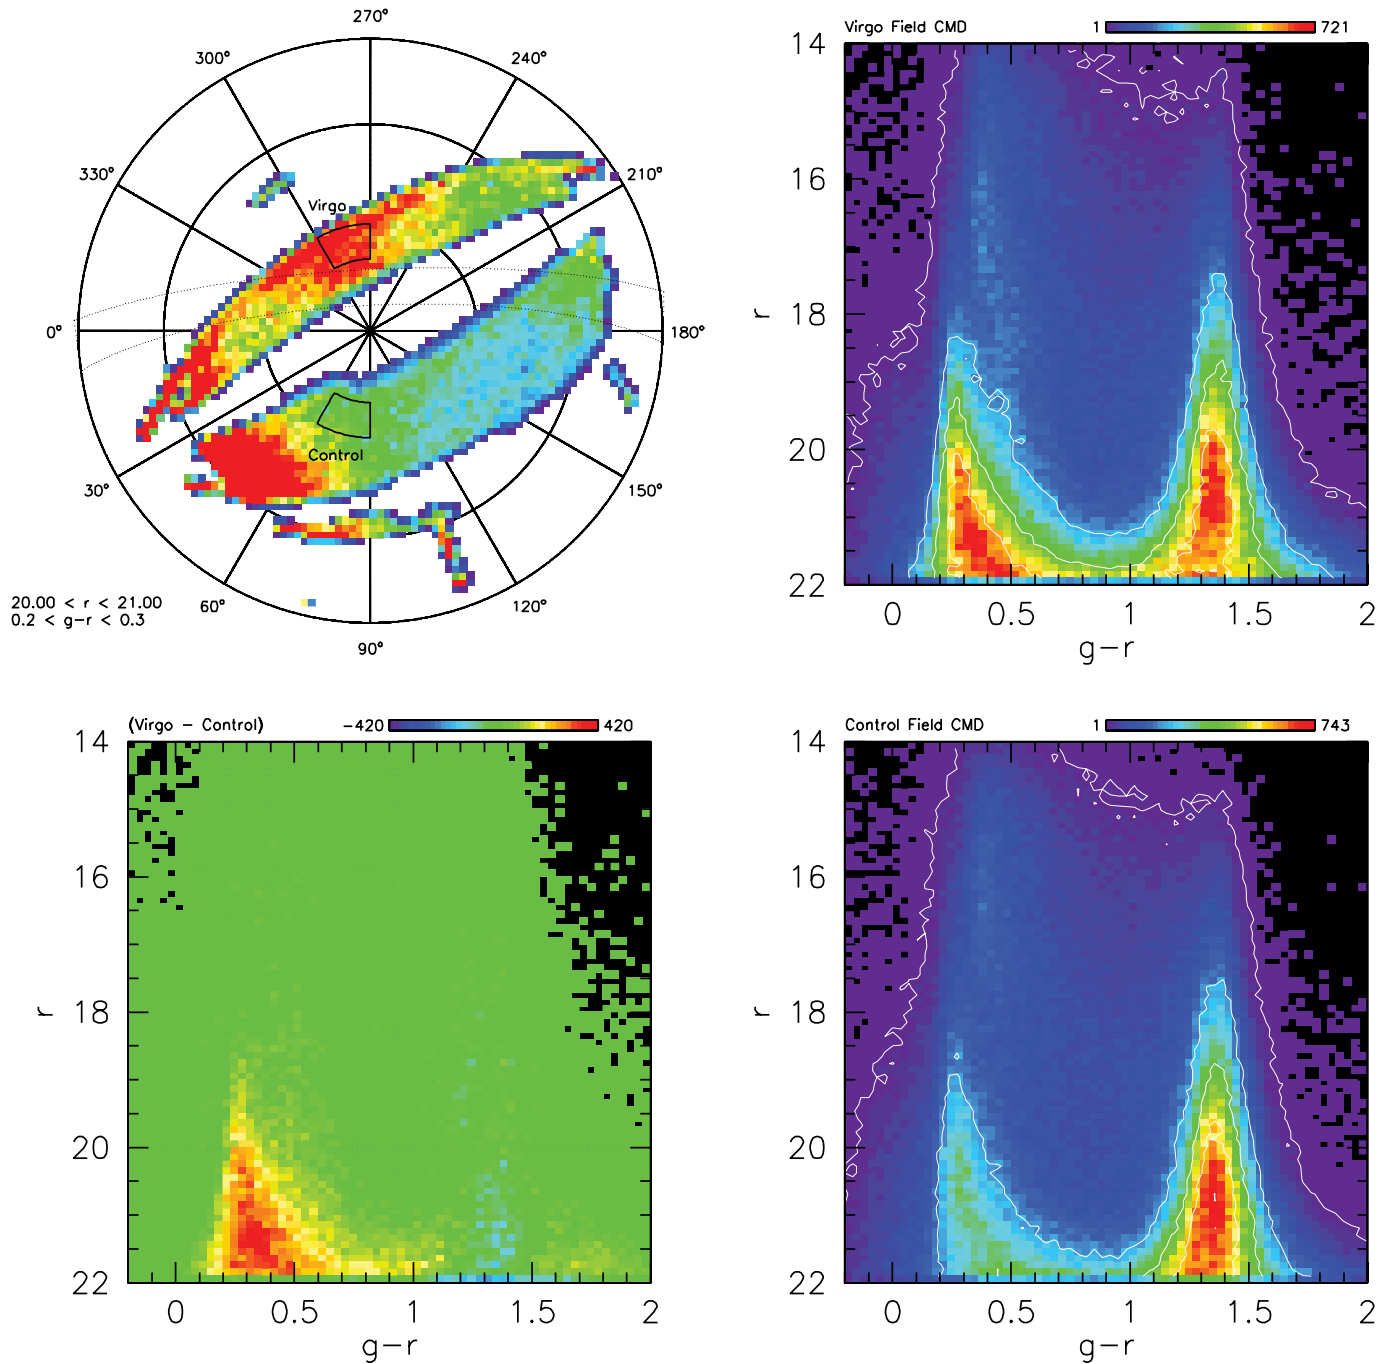 270°
300°
240°
330°
210°
Virgo
0°
180°
Control
30°
150°
20.00 < r < 21.00
0.2 < g-r < 0.3
60°
120°
90°
Virgo Field CMD 1 721
14
16
18
20
22
r
0 0.5 1 1.5 2
g-r
(Virgo - Control) -420 420
14
16
18
20
22
r
0 0.5 1 1.5 2
g-r
Control Field CMD 1 743
14
16
18
20
22
r
0 0.5 1 1.5 2
g-r